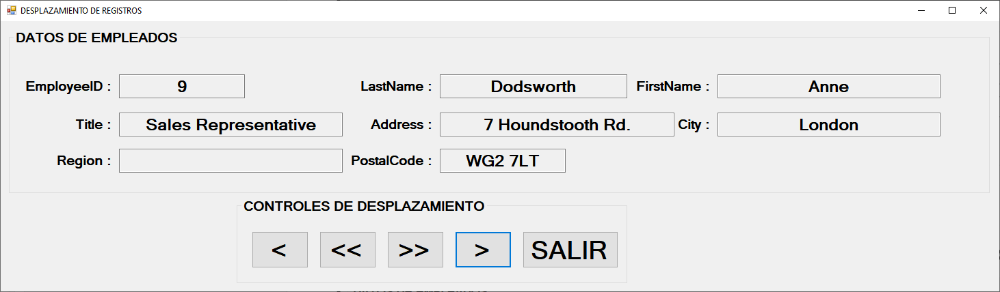 DESPLAZAMIENTO DE REGISTROS
DATOS DE EMPLEADOS
EmployeeID : 9 LastName : Dodsworth FirstName : Anne
Title : Sales Representative Address : 7 Houndstooth Rd. City : London
Region : PostalCode : WG2 7LT
CONTROLES DE DESPLAZAMIENTO
< << >> > SALIR